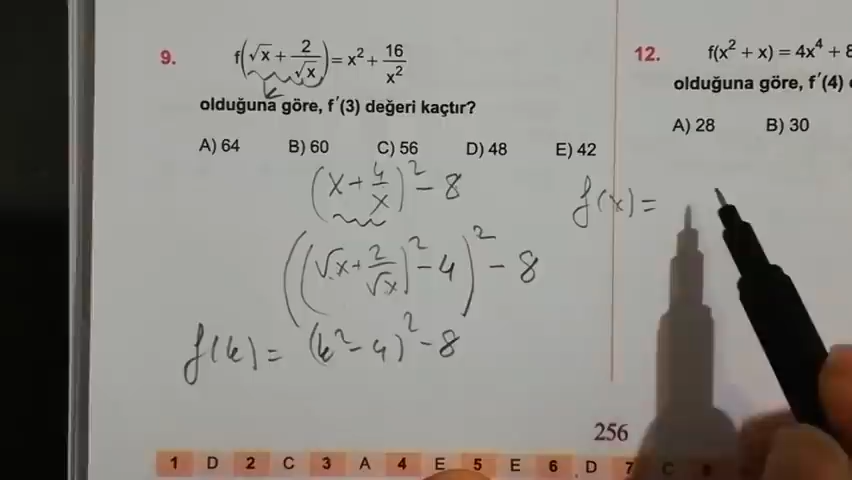 9. f(√x + 2/√x) = x² + 16/x²
olduğuna göre, f'(3) değeri kaçtır?
A) 64 B) 60 C) 56 D) 48 E) 42
(x + 4/x)² - 8
((√x + 2/√x)² - 4)² - 8
f(k) = (k² - 4)² - 8
f(x) =
12. f(x² + x) = 4x⁴ + 8
olduğuna göre, f'(4)
A) 28 B) 30
256
1 D 2 C 3 A 4 E 5 E 6 D 7 C